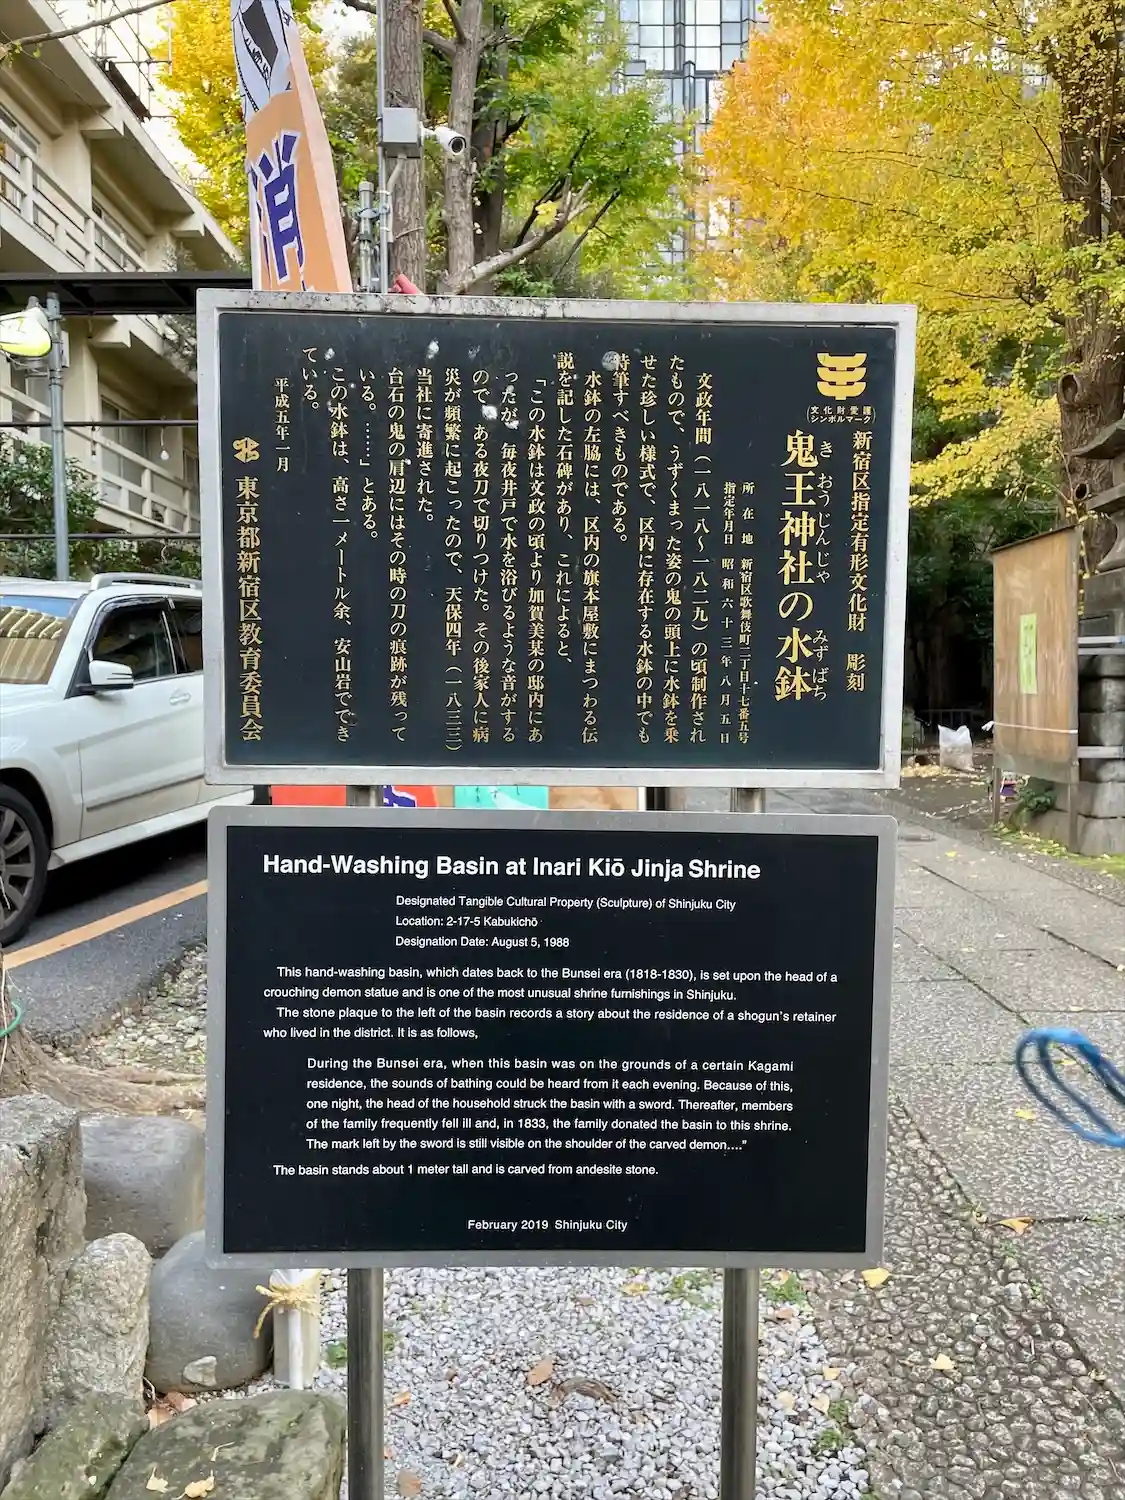 消
(文化財愛護
シンボルマーク)
新宿区指定有形文化財　彫刻
きおうじんじゃ　みずばち
鬼王神社の水鉢
所在地　新宿区歌舞伎町二丁目十七番五号
指定年月日　昭和六十三年八月五日
文政年間（一八一八〜一八二九）の頃制作され
たもので、うずくまった姿の鬼の頭上に水鉢を乗
せた珍しい様式で、区内に存在する水鉢の中でも
特筆すべきものである。
水鉢の左脇には、区内の旗本屋敷にまつわる伝
説を記した石碑があり、これによると、
「この水鉢は文政の頃より加賀美某の邸内にあ
ったが、毎夜井戸で水を浴びるような音がする
ので、ある夜刀で切りつけた。その後家人に病
災が頻繁に起こったので、天保四年（一八三三）
当社に寄進された。
台石の鬼の肩辺にはその時の刀の痕跡が残って
いる。……」とある。
この水鉢は、高さ一メートル余、安山岩ででき
ている。
平成五年一月
東京都新宿区教育委員会
Hand-Washing Basin at Inari Kiō Jinja Shrine
Designated Tangible Cultural Property (Sculpture) of Shinjuku City
Location: 2-17-5 Kabukichō
Designation Date: August 5, 1988
This hand-washing basin, which dates back to the Bunsei era (1818-1830), is set upon the head of a
crouching demon statue and is one of the most unusual shrine furnishings in Shinjuku.
The stone plaque to the left of the basin records a story about the residence of a shogun's retainer
who lived in the district. It is as follows,
During the Bunsei era, when this basin was on the grounds of a certain Kagami
residence, the sounds of bathing could be heard from it each evening. Because of this,
one night, the head of the household struck the basin with a sword. Thereafter, members
of the family frequently fell ill and, in 1833, the family donated the basin to this shrine.
The mark left by the sword is still visible on the shoulder of the carved demon...."
The basin stands about 1 meter tall and is carved from andesite stone.
February 2019 Shinjuku City